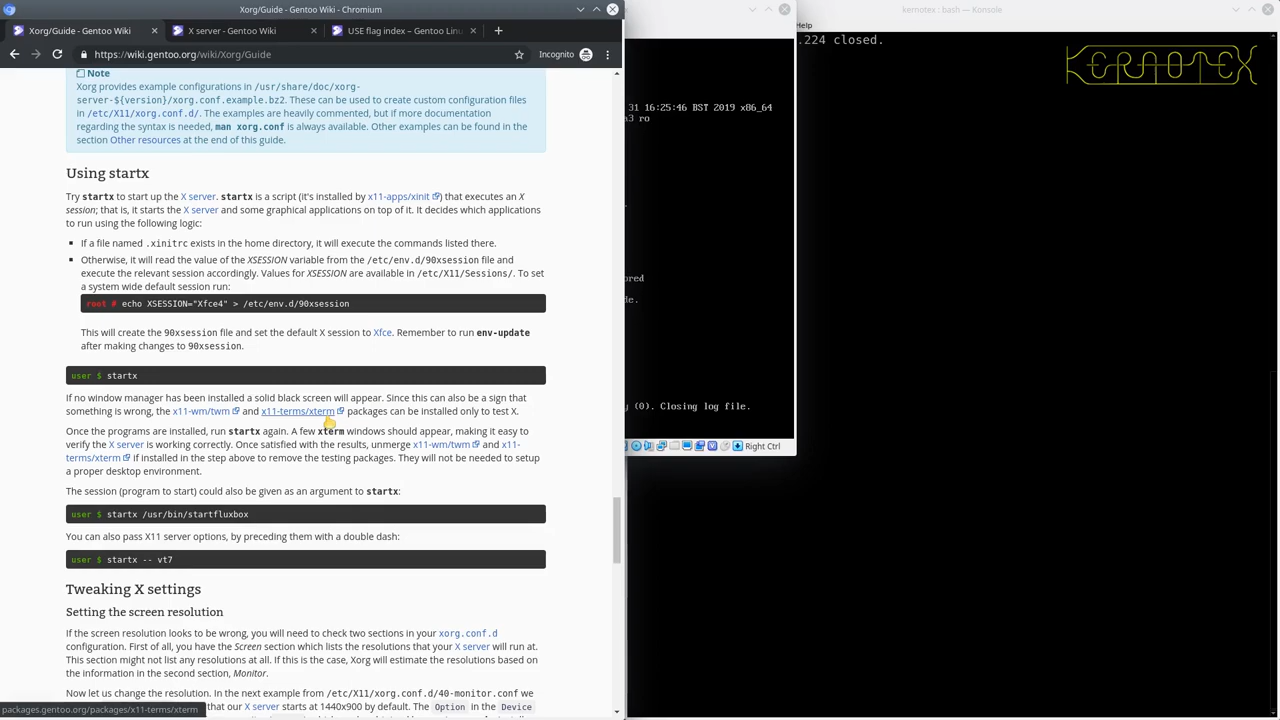 Xorg/Guide - Gentoo Wiki - Chromium
Xorg/Guide - Gentoo Wiki
X server - Gentoo Wiki
USE flag index – Gentoo Linu
https://wiki.gentoo.org/wiki/Xorg/Guide
Incognito
Note
Xorg provides example configurations in /usr/share/doc/xorg-
server-${version}/xorg.conf.example.bz2. These can be used to create custom configuration files
in /etc/X11/xorg.conf.d/. The examples are heavily commented, but if more documentation
regarding the syntax is needed, man xorg.conf is always available. Other examples can be found in the
section Other resources at the end of this guide.
Using startx
Try startx to start up the X server. startx is a script (it's installed by x11-apps/xinit) that executes an X
session; that is, it starts the X server and some graphical applications on top of it. It decides which applications
to run using the following logic:
If a file named .xinitrc exists in the home directory, it will execute the commands listed there.
Otherwise, it will read the value of the XSESSION variable from the /etc/env.d/90xsession file and
execute the relevant session accordingly. Values for XSESSION are available in /etc/X11/Sessions/. To set
a system wide default session run:
root # echo XSESSION="Xfce4" > /etc/env.d/90xsession
This will create the 90xsession file and set the default X session to Xfce. Remember to run env-update
after making changes to 90xsession.
user $ startx
If no window manager has been installed a solid black screen will appear. Since this can also be a sign that
something is wrong, the x11-wm/twm and x11-terms/xterm packages can be installed only to test X.
Once the programs are installed, run startx again. A few xterm windows should appear, making it easy to
verify the X server is working correctly. Once satisfied with the results, unmerge x11-wm/twm and x11-
terms/xterm if installed in the step above to remove the testing packages. They will not be needed to setup
a proper desktop environment.
The session (program to start) could also be given as an argument to startx:
user $ startx /usr/bin/startfluxbox
You can also pass X11 server options, by preceding them with a double dash:
user $ startx -- vt7
Tweaking X settings
Setting the screen resolution
If the screen resolution looks to be wrong, you will need to check two sections in your xorg.conf.d
configuration. First of all, you have the Screen section which lists the resolutions that your X server will run at.
This section might not list any resolutions at all. If this is the case, Xorg will estimate the resolutions based on
the information in the second section, Monitor.
Now let us change the resolution. In the next example from /etc/X11/xorg.conf.d/40-monitor.conf we
that our X server starts at 1440x900 by default. The Option in the Device
packages.gentoo.org/packages/x11-terms/xterm
31 16:25:46 BST 2019 x86_64
a3 ro
ored
de.
y (0). Closing log file.
Right Ctrl
kernotex : bash — Konsole
Help
.224 closed.
KERNOTEX